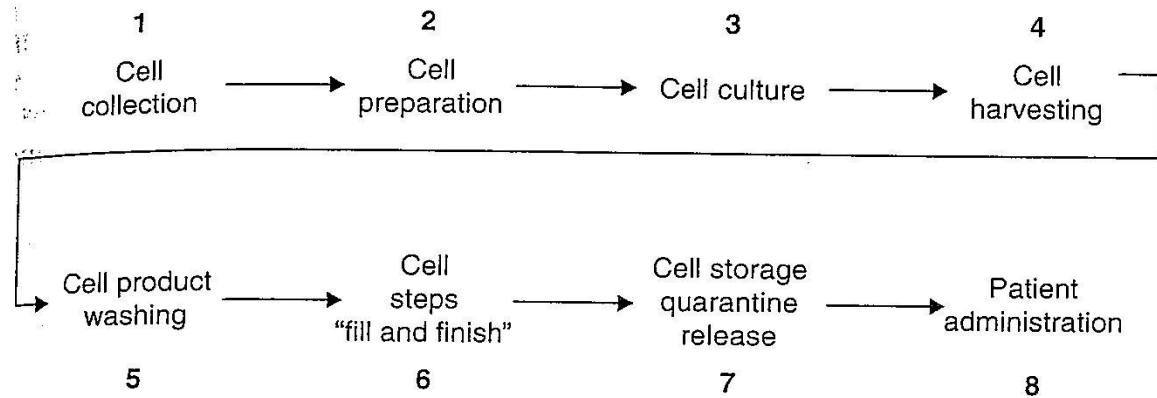 1 2 3 4
Cell collection
Cell preparation
Cell culture
Cell harvesting
Cell product washing
Cell steps "fill and finish"
Cell storage quarantine release
Patient administration
5 6 7 8